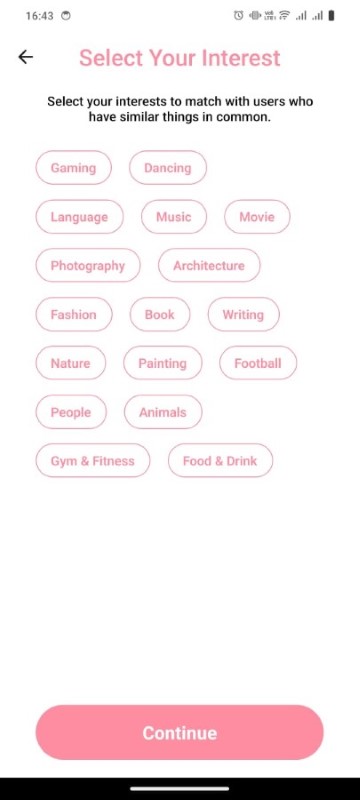 16:43
Select Your Interest
Select your interests to match with users who
have similar things in common.
Gaming Dancing
Language Music Movie
Photography Architecture
Fashion Book Writing
Nature Painting Football
People Animals
Gym & Fitness Food & Drink
Continue